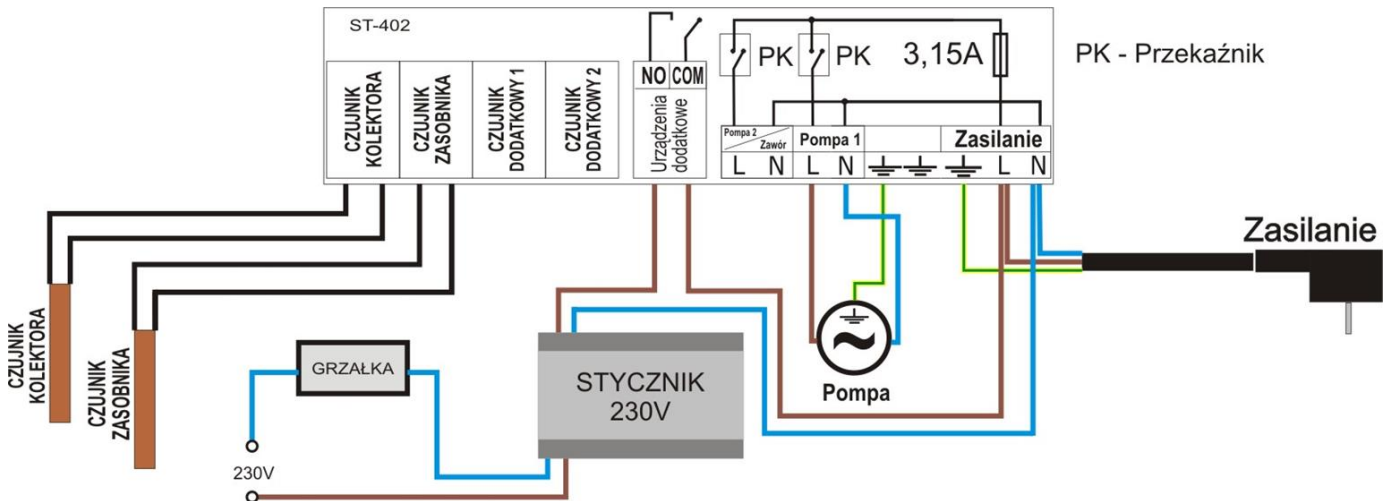 ST-402
CZUJNIK
KOLEKTORA
CZUJNIK
ZASOBNIKA
CZUJNIK
DODATKOWY 1
CZUJNIK
DODATKOWY 2
NO COM
Urządzenia
dodatkowe
PK
PK
3,15A
PK - Przekaźnik
Pompa 2
Zawór
Pompa 1
Zasilanie
L N L N L N
Zasilanie
CZUJNIK
KOLEKTORA
CZUJNIK
ZASOBNIKA
GRZAŁKA
230V
STYCZNIK
230V
Pompa